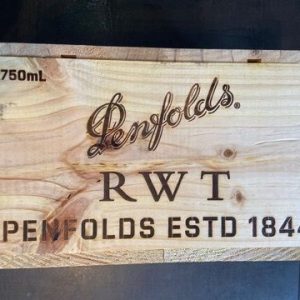 750mL
Penfolds.
RWT
PENFOLDS ESTD 1844